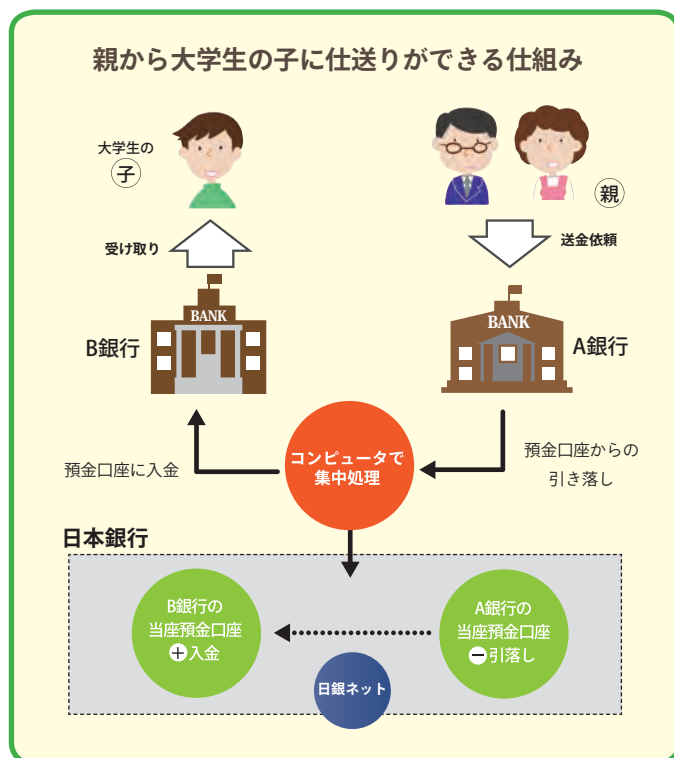 親から大学生の子に仕送りができる仕組み
大学生の
子
親
受け取り
送金依頼
BANK
B銀行
BANK
A銀行
コンピュータで
集中処理
預金口座に入金
預金口座からの
引き落し
日本銀行
B銀行の
当座預金口座
+入金
A銀行の
当座預金口座
−引落し
日銀ネット